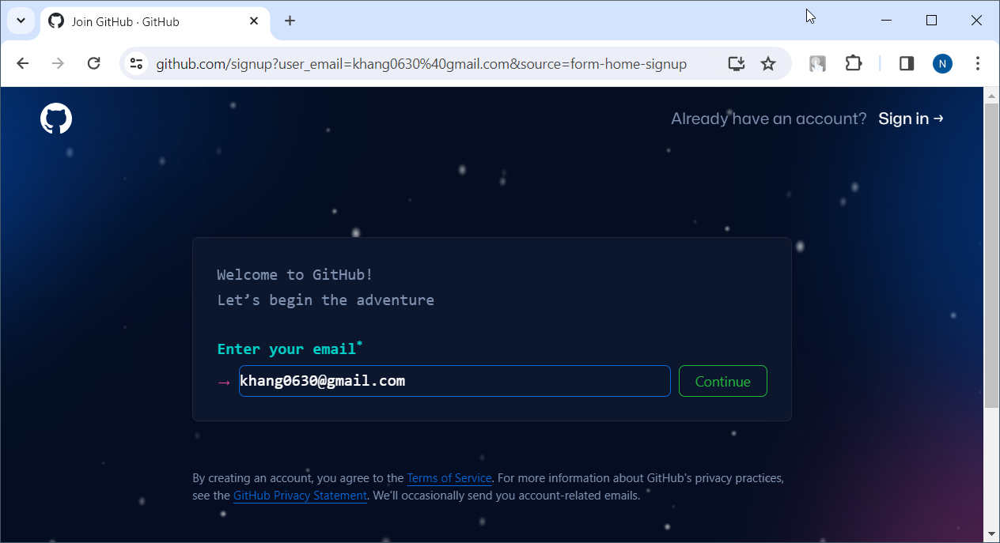 Join GitHub · GitHub
github.com/signup?user_email=khang0630%40gmail.com&source=form-home-signup
N
Already have an account? Sign in →
Welcome to GitHub!
Let’s begin the adventure
Enter your email*
→ khang0630@gmail.com Continue
By creating an account, you agree to the Terms of Service. For more information about GitHub's privacy practices,
see the GitHub Privacy Statement. We'll occasionally send you account-related emails.